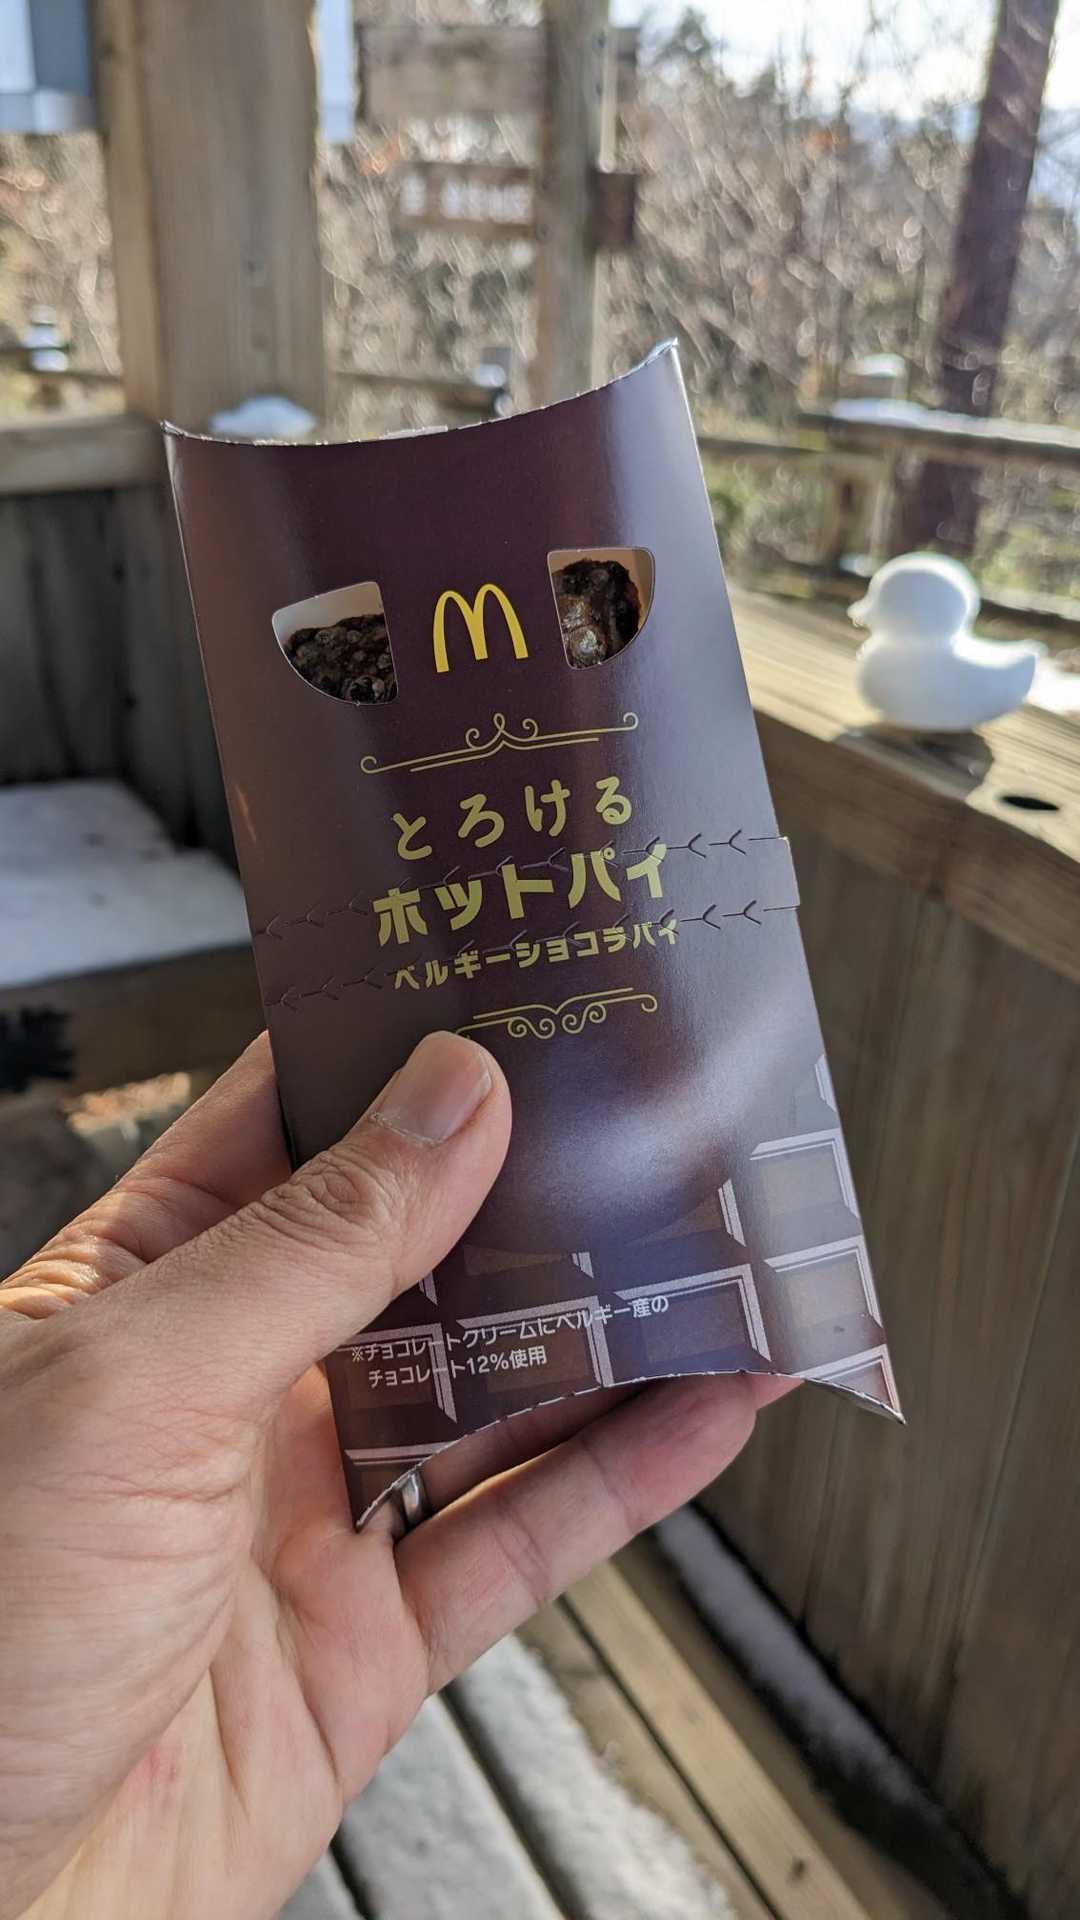 とろける
ホットパイ
ベルギーショコラパイ
※チョコレートクリームにベルギー産の
チョコレート12%使用